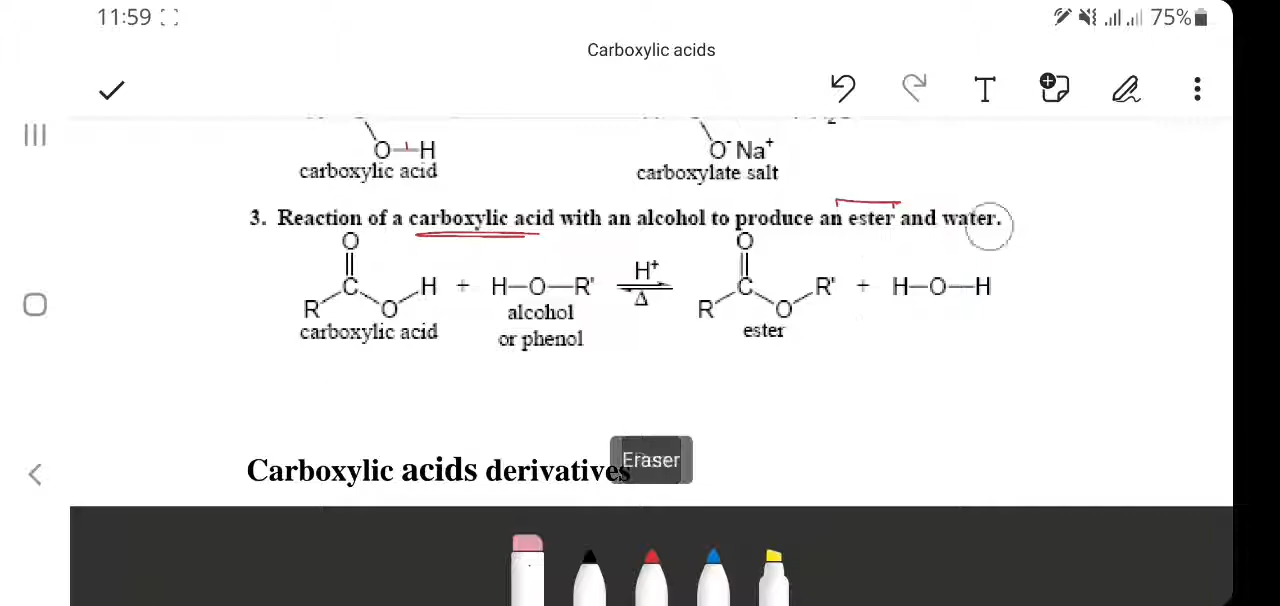 11:59 75%
Carboxylic acids
T
O—H O⁻ Na⁺
carboxylic acid carboxylate salt
3. Reaction of a carboxylic acid with an alcohol to produce an ester and water.
O O
C H + H—O—R' H⁺ C R' + H—O—H
R O Δ R O
carboxylic acid alcohol ester
or phenol
Carboxylic acids derivatives
Eraser